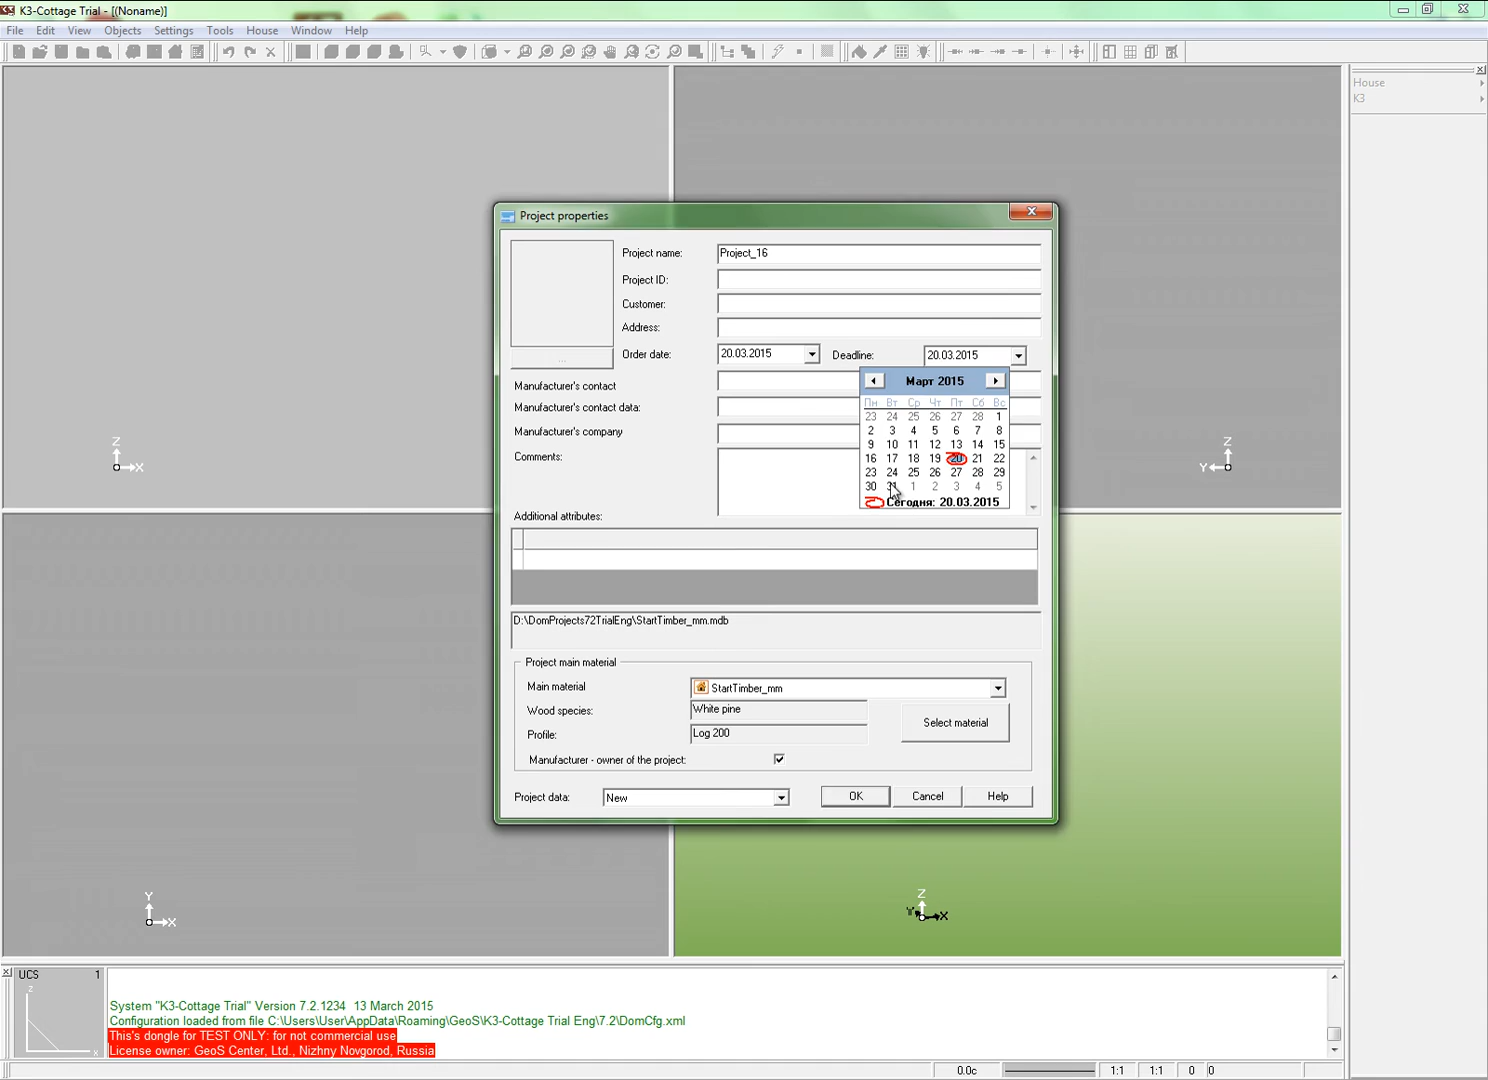 K3-Cottage Trial - [(Noname)]
File Edit View Objects Settings Tools House Window Help
House
K3
Project properties
Project name: Project_16
Project ID:
Customer:
Address:
...
Order date: 20.03.2015 Deadline: 20.03.2015
Manufacturer's contact
Manufacturer's contact data:
Manufacturer's company
Comments:
Март 2015
Пн Вт Ср Чт Пт Сб Вс
23 24 25 26 27 28 1
2 3 4 5 6 7 8
9 10 11 12 13 14 15
16 17 18 19 20 21 22
23 24 25 26 27 28 29
30 31 1 2 3 4 5
Сегодня: 20.03.2015
Additional attributes:
D:\DomProjects72TrialEng\StartTimber_mm.mdb
Project main material
Main material StartTimber_mm
Wood species: White pine
Select material
Profile: Log 200
Manufacturer - owner of the project:
Project data: New OK Cancel Help
Z
X
Z
Y
Y
X
Z
Y X
UCS 1
z
x
System "K3-Cottage Trial" Version 7.2.1234 13 March 2015
Configuration loaded from file C:\Users\User\AppData\Roaming\GeoS\K3-Cottage Trial Eng\7.2\DomCfg.xml
This's dongle for TEST ONLY: for not commercial use
License owner: GeoS Center, Ltd., Nizhny Novgorod, Russia
0.0c 1:1 1:1 0 0